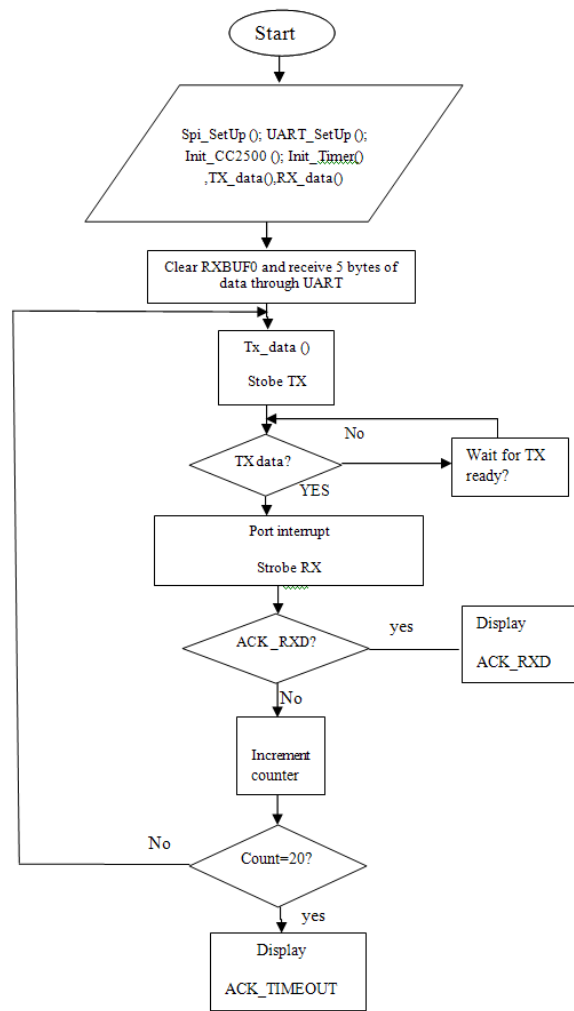 Start
Spi_SetUp (); UART_SetUp ();
Init_CC2500 (); Init_Timer()
,TX_data(),RX_data()
Clear RXBUF0 and receive 5 bytes of
data through UART
Tx_data ()
Stobe TX
No
TX data?
Wait for TX
ready?
YES
Port interrupt
Strobe RX
ACK_RXD?
yes
Display
ACK_RXD
No
Increment
counter
No
Count=20?
yes
Display
ACK_TIMEOUT